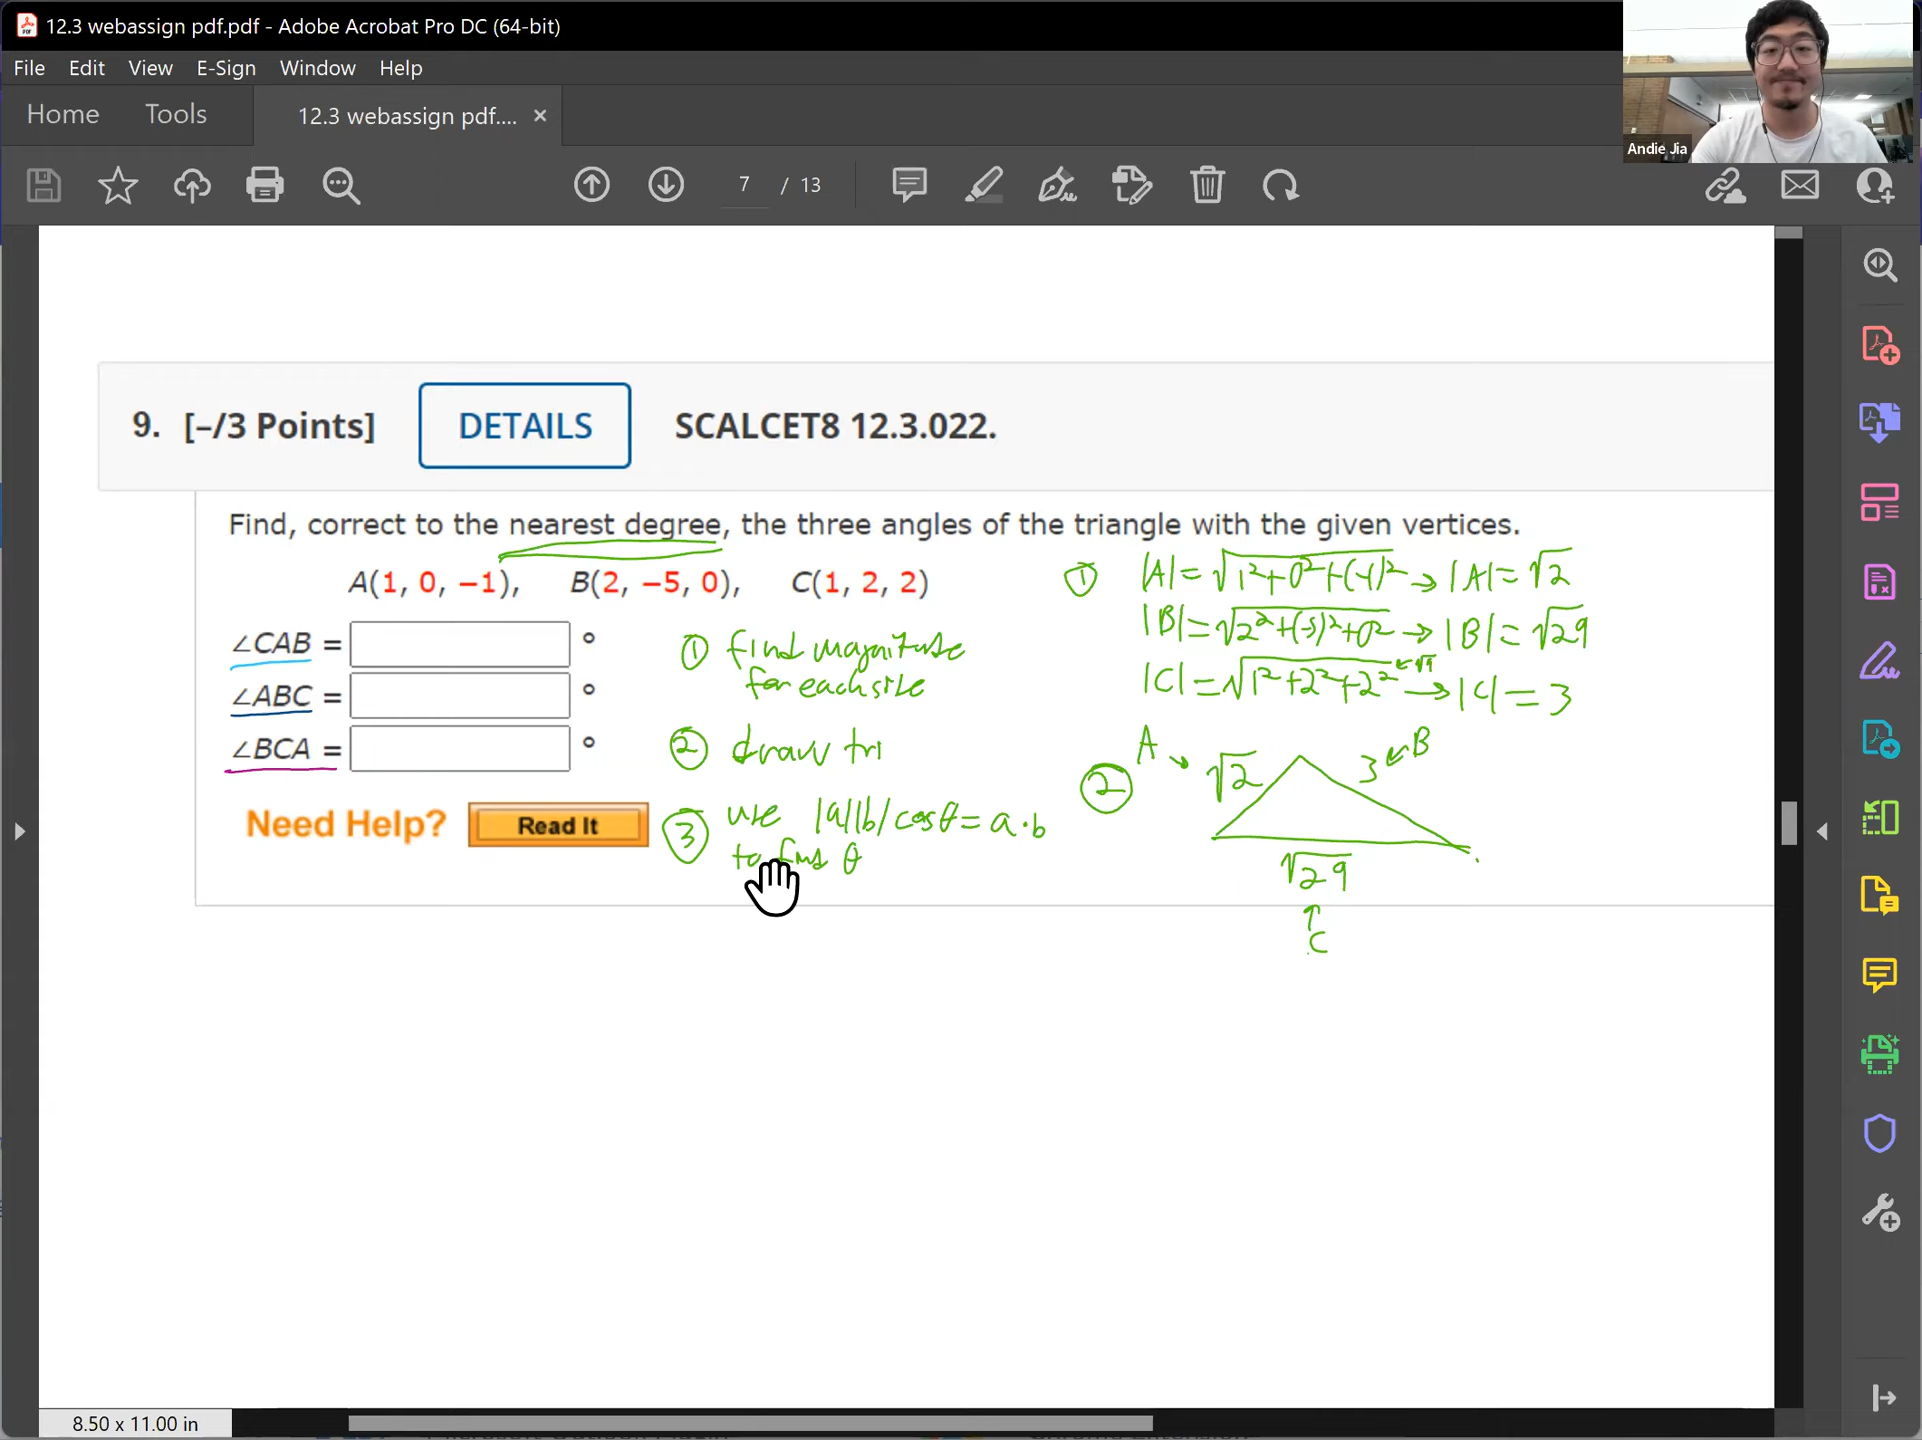 12.3 webassign pdf.pdf - Adobe Acrobat Pro DC (64-bit)
File Edit View E-Sign Window Help
Home Tools 12.3 webassign pdf.... ×
7 / 13
Andie Jia
9. [–/3 Points] DETAILS SCALCET8 12.3.022.
Find, correct to the nearest degree, the three angles of the triangle with the given vertices.
A(1, 0, −1), B(2, −5, 0), C(1, 2, 2)
∠CAB = °
∠ABC = °
∠BCA = °
Need Help? Read It
① find magnitude
for each side
② draw tri
③ use |a||b|cosθ = a·b
to find θ
① |A| = √1²+0²+(-1)² → |A| = √2
|B| = √2²+(-5)²+0² → |B| = √29
|C| = √1²+2²+2² ←√9 → |C| = 3
② A → √2 3 ← B
√29
↑
C
8.50 x 11.00 in